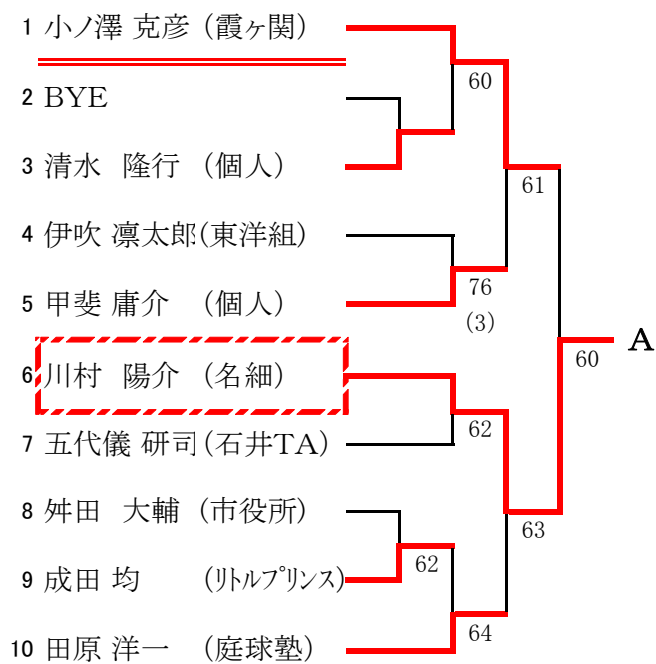 1 小ノ澤 克彦 (霞ヶ関)
60
2 BYE
3 清水 隆行 (個人)
61
4 伊吹 凛太郎(東洋組)
76
(3)
5 甲斐 庸介 (個人)
60 A
6 川村 陽介 (名細)
62
7 五代儀 研司(石井TA)
8 舛田 大輔 (市役所)
63
62
9 成田 均 (リトルプリンス)
64
10 田原 洋一 (庭球塾)